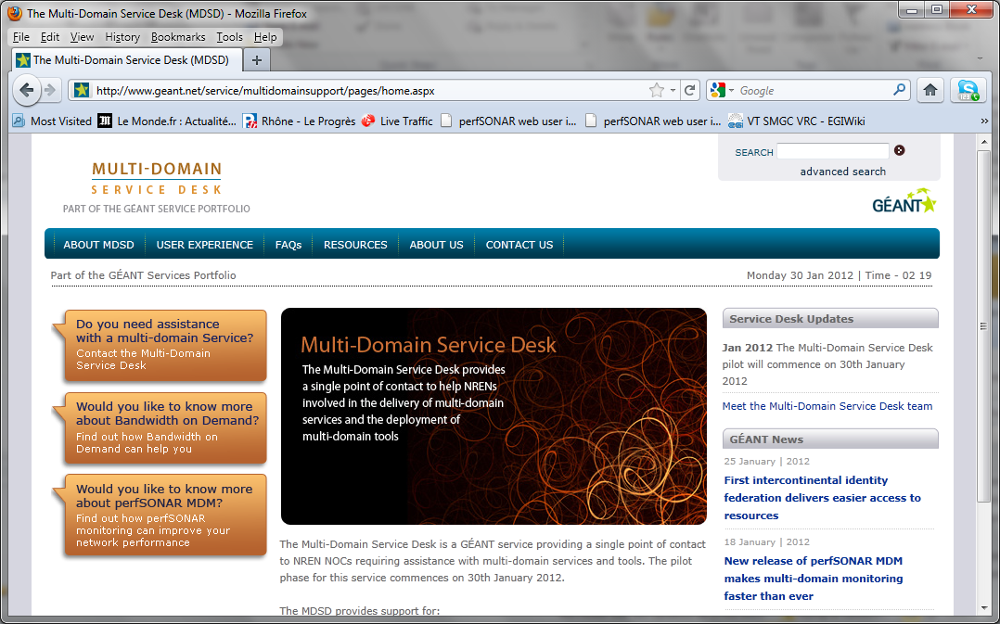 The Multi-Domain Service Desk (MDSD) - Mozilla Firefox
File Edit View History Bookmarks Tools Help
The Multi-Domain Service Desk (MDSD)
http://www.geant.net/service/multidomainsupport/pages/home.aspx
Google
Most Visited Le Monde.fr : Actualité... Rhône - Le Progrès Live Traffic perfSONAR web user i... perfSONAR web user i... VT SMGC VRC - EGIWiki »
SEARCH
advanced search
MULTI-DOMAIN
SERVICE DESK
PART OF THE GÉANT SERVICE PORTFOLIO
GÉANT
ABOUT MDSD USER EXPERIENCE FAQs RESOURCES ABOUT US CONTACT US
Part of the GÉANT Services Portfolio
Monday 30 Jan 2012 | Time - 02 19
Do you need assistance
with a multi-domain Service?
Contact the Multi-Domain
Service Desk
Would you like to know more
about Bandwidth on Demand?
Find out how Bandwidth on
Demand can help you
Would you like to know more
about perfSONAR MDM?
Find out how perfSONAR
monitoring can improve your
network performance
Multi-Domain Service Desk
The Multi-Domain Service Desk provides
a single point of contact to help NRENs
involved in the delivery of multi-domain
services and the deployment of
multi-domain tools
The Multi-Domain Service Desk is a GÉANT service providing a single point of contact
to NREN NOCs requiring assistance with multi-domain services and tools. The pilot
phase for this service commences on 30th January 2012.
The MDSD provides support for:
Service Desk Updates
Jan 2012 The Multi-Domain Service Desk
pilot will commence on 30th January
2012
Meet the Multi-Domain Service Desk team
GÉANT News
25 January | 2012
First intercontinental identity
federation delivers easier access to
resources
18 January | 2012
New release of perfSONAR MDM
makes multi-domain monitoring
faster than ever